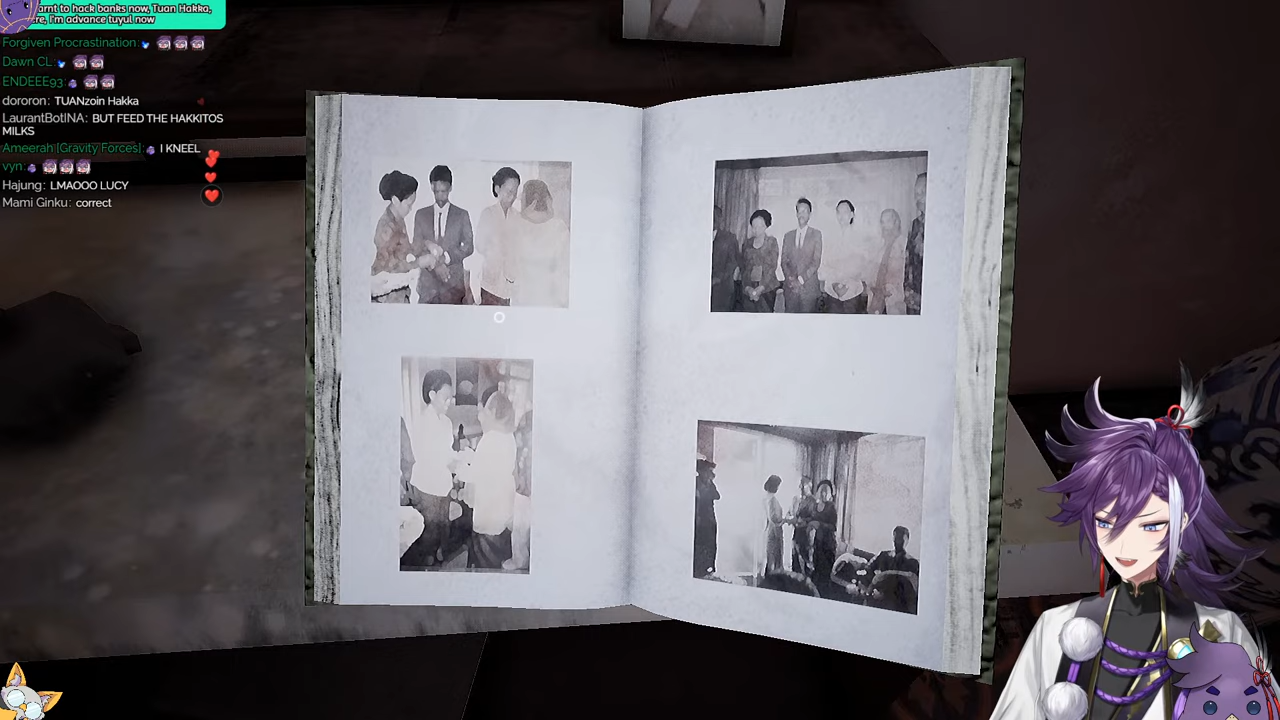 arnt to hack banks now, Tuan Hakka,
ere, I'm advance tuyul now
Forgiven Procrastination:
Dawn CL:
ENDEEE93:
dororon: TUANzoin Hakka
LaurantBotINA: BUT FEED THE HAKKITOS
MILKS
Ameerah [Gravity Forces]: I KNEEL
vyn:
Hajung: LMAOOO LUCY
Mami Ginku: correct